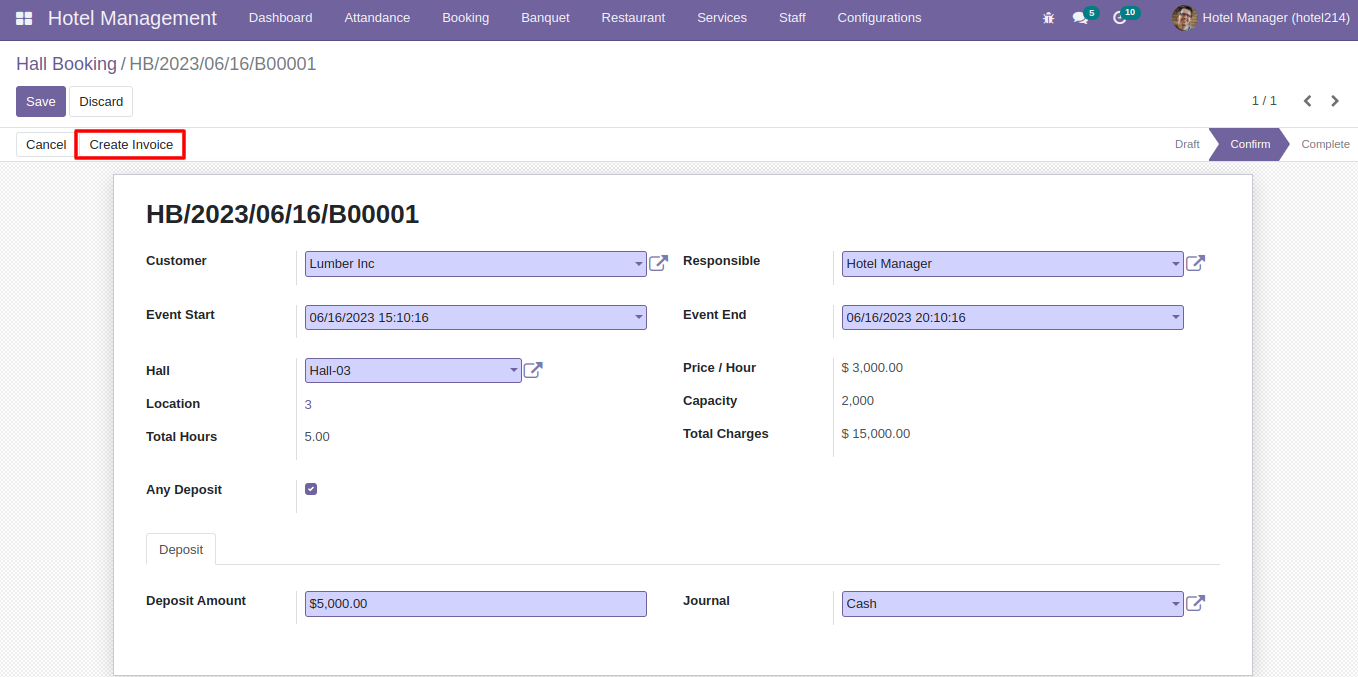 Hotel Management Dashboard Attandance Booking Banquet Restaurant Services Staff Configurations 5 10 Hotel Manager (hotel214)
Hall Booking / HB/2023/06/16/B00001
Save Discard 1 / 1
Cancel Create Invoice Draft Confirm Complete
HB/2023/06/16/B00001
Customer Lumber Inc Responsible Hotel Manager
Event Start 06/16/2023 15:10:16 Event End 06/16/2023 20:10:16
Hall Hall-03 Price / Hour $ 3,000.00
Location 3 Capacity 2,000
Total Hours 5.00 Total Charges $ 15,000.00
Any Deposit
Deposit
Deposit Amount $5,000.00 Journal Cash